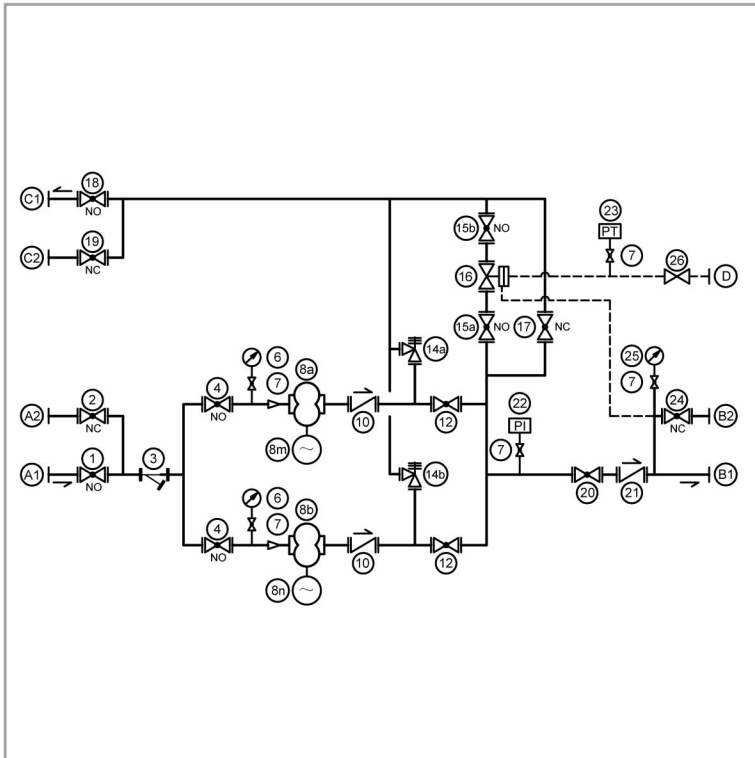 18
C1
NO
23
15b
NO
PT
19
7
26
C2
NC
16
D
15a
NO
17
NC
25
6
8a
14a
7
24
2
4
7
22
B2
A2
NC
NO
PI
NC
10
12
1
3
8m
7
A1
B1
NO
6
14b
20
21
4
7
8b
NO
10
12
8n
~
~